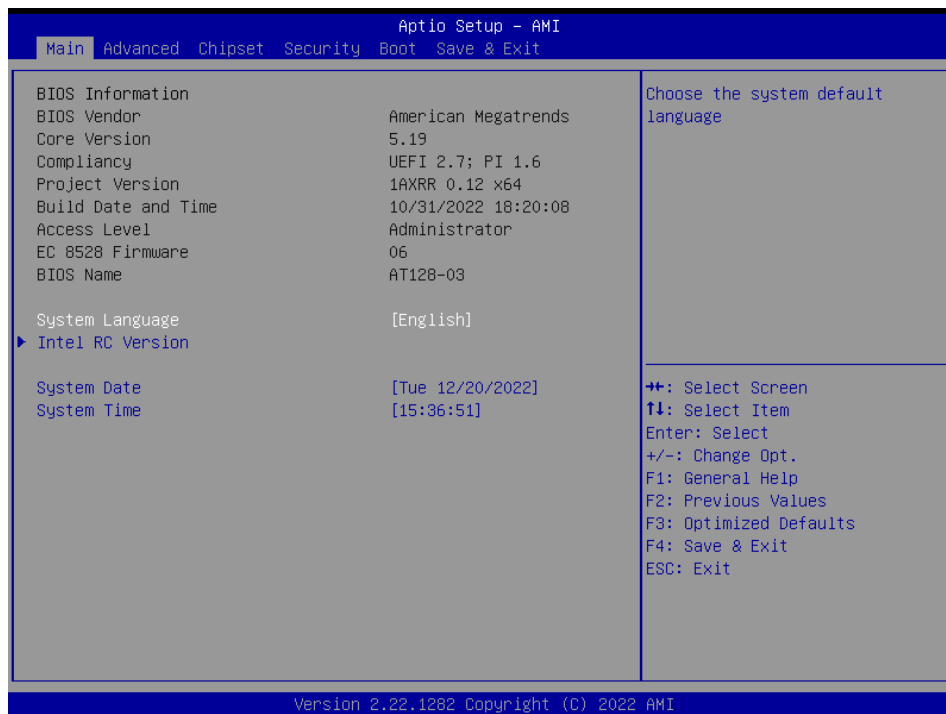 Aptio Setup – AMI
Main Advanced Chipset Security Boot Save & Exit
BIOS Information
BIOS Vendor American Megatrends
Core Version 5.19
Compliancy UEFI 2.7; PI 1.6
Project Version 1AXRR 0.12 x64
Build Date and Time 10/31/2022 18:20:08
Access Level Administrator
EC 8528 Firmware 06
BIOS Name AT128-03
System Language [English]
Intel RC Version
System Date [Tue 12/20/2022]
System Time [15:36:51]
Choose the system default
language
→←: Select Screen
↑↓: Select Item
Enter: Select
+/-: Change Opt.
F1: General Help
F2: Previous Values
F3: Optimized Defaults
F4: Save & Exit
ESC: Exit
Version 2.22.1282 Copyright (C) 2022 AMI